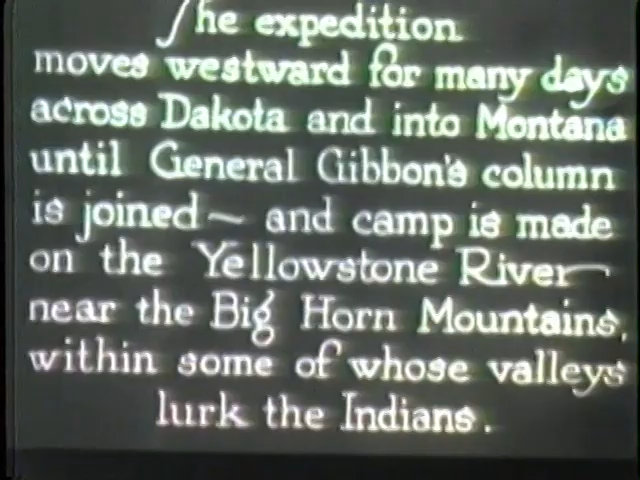 The expedition
moves westward for many days
across Dakota and into Montana
until General Gibbon's column
is joined ~ and camp is made
on the Yellowstone River
near the Big Horn Mountains,
within some of whose valleys
lurk the Indians.